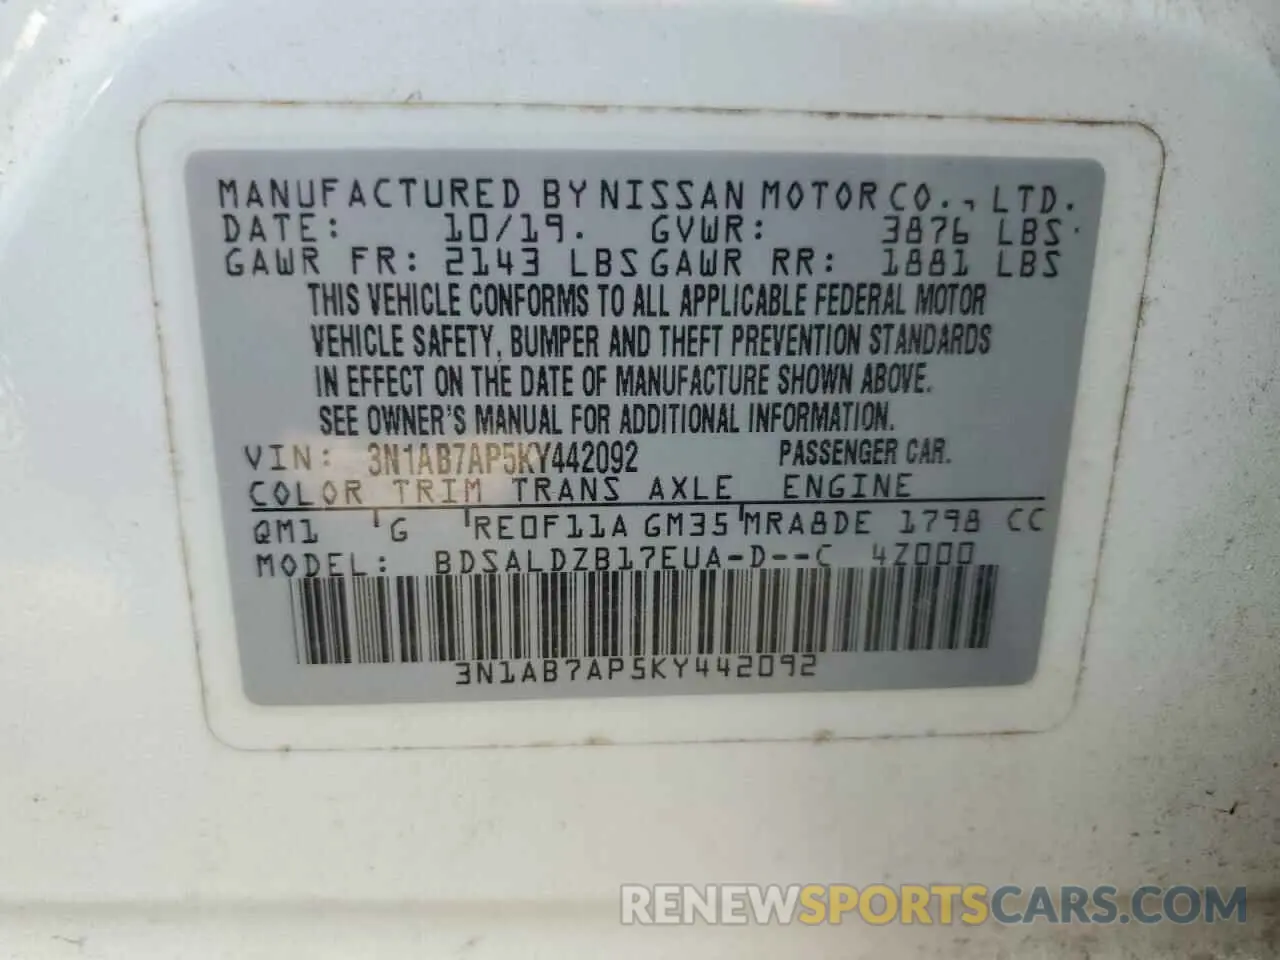 MANUFACTURED BY NISSAN MOTOR CO., LTD.
DATE: 10/19. GVWR: 3876 LBS
GAWR FR: 2143 LBS GAWR RR: 1881 LBS
THIS VEHICLE CONFORMS TO ALL APPLICABLE FEDERAL MOTOR
VEHICLE SAFETY, BUMPER AND THEFT PREVENTION STANDARDS
IN EFFECT ON THE DATE OF MANUFACTURE SHOWN ABOVE.
SEE OWNER'S MANUAL FOR ADDITIONAL INFORMATION.
VIN: 3N1AB7AP5KY442092 PASSENGER CAR.
COLOR TRIM TRANS AXLE ENGINE
QM1 G RE0F11A GM35 MRA8DE 1798 CC
MODEL: BDSALDZB17EUA-D--C 4Z000
3N1AB7AP5KY442092
RENEWSPORTSCARS.COM